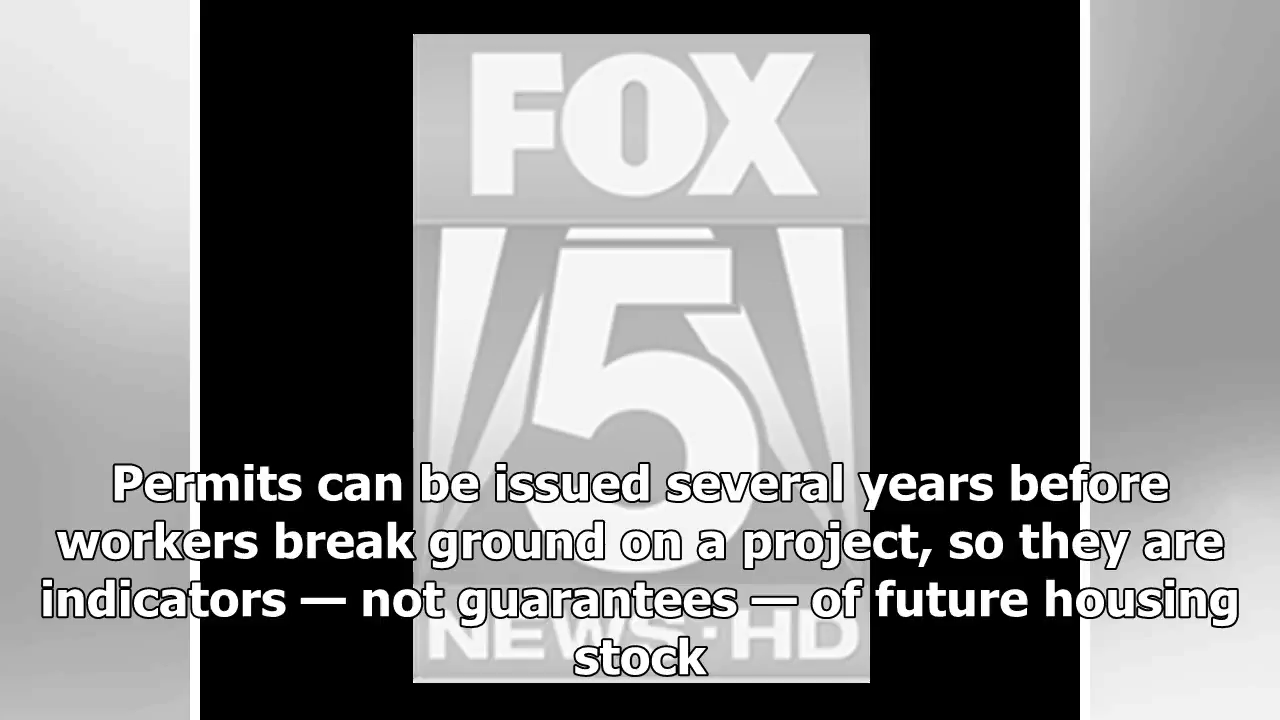 FOX
5
Permits can be issued several years before
workers break ground on a project, so they are
indicators — not guarantees — of future housing
NEWS·HD
stock